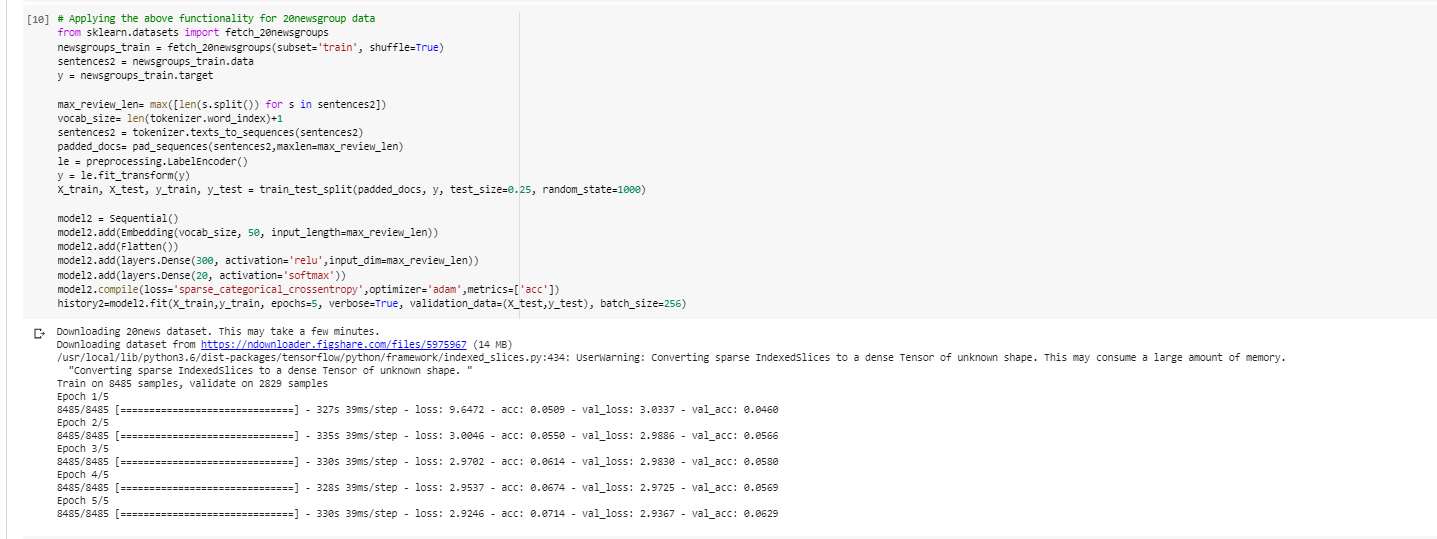 [10] # Applying the above functionality for 20newsgroup data
from sklearn.datasets import fetch_20newsgroups
newsgroups_train = fetch_20newsgroups(subset='train', shuffle=True)
sentences2 = newsgroups_train.data
y = newsgroups_train.target
max_review_len= max([len(s.split()) for s in sentences2])
vocab_size= len(tokenizer.word_index)+1
sentences2 = tokenizer.texts_to_sequences(sentences2)
padded_docs= pad_sequences(sentences2,maxlen=max_review_len)
le = preprocessing.LabelEncoder()
y = le.fit_transform(y)
X_train, X_test, y_train, y_test = train_test_split(padded_docs, y, test_size=0.25, random_state=1000)
model2 = Sequential()
model2.add(Embedding(vocab_size, 50, input_length=max_review_len))
model2.add(Flatten())
model2.add(layers.Dense(300, activation='relu',input_dim=max_review_len))
model2.add(layers.Dense(20, activation='softmax'))
model2.compile(loss='sparse_categorical_crossentropy',optimizer='adam',metrics=['acc'])
history2=model2.fit(X_train,y_train, epochs=5, verbose=True, validation_data=(X_test,y_test), batch_size=256)
Downloading 20news dataset. This may take a few minutes.
Downloading dataset from https://ndownloader.figshare.com/files/5975967 (14 MB)
/usr/local/lib/python3.6/dist-packages/tensorflow/python/framework/indexed_slices.py:434: UserWarning: Converting sparse IndexedSlices to a dense Tensor of unknown shape. This may consume a large amount of memory.
"Converting sparse IndexedSlices to a dense Tensor of unknown shape. "
Train on 8485 samples, validate on 2829 samples
Epoch 1/5
8485/8485 [==============================] - 327s 39ms/step - loss: 9.6472 - acc: 0.0509 - val_loss: 3.0337 - val_acc: 0.0460
Epoch 2/5
8485/8485 [==============================] - 335s 39ms/step - loss: 3.0046 - acc: 0.0550 - val_loss: 2.9886 - val_acc: 0.0566
Epoch 3/5
8485/8485 [==============================] - 330s 39ms/step - loss: 2.9702 - acc: 0.0614 - val_loss: 2.9830 - val_acc: 0.0580
Epoch 4/5
8485/8485 [==============================] - 328s 39ms/step - loss: 2.9537 - acc: 0.0674 - val_loss: 2.9725 - val_acc: 0.0569
Epoch 5/5
8485/8485 [==============================] - 330s 39ms/step - loss: 2.9246 - acc: 0.0714 - val_loss: 2.9367 - val_acc: 0.0629